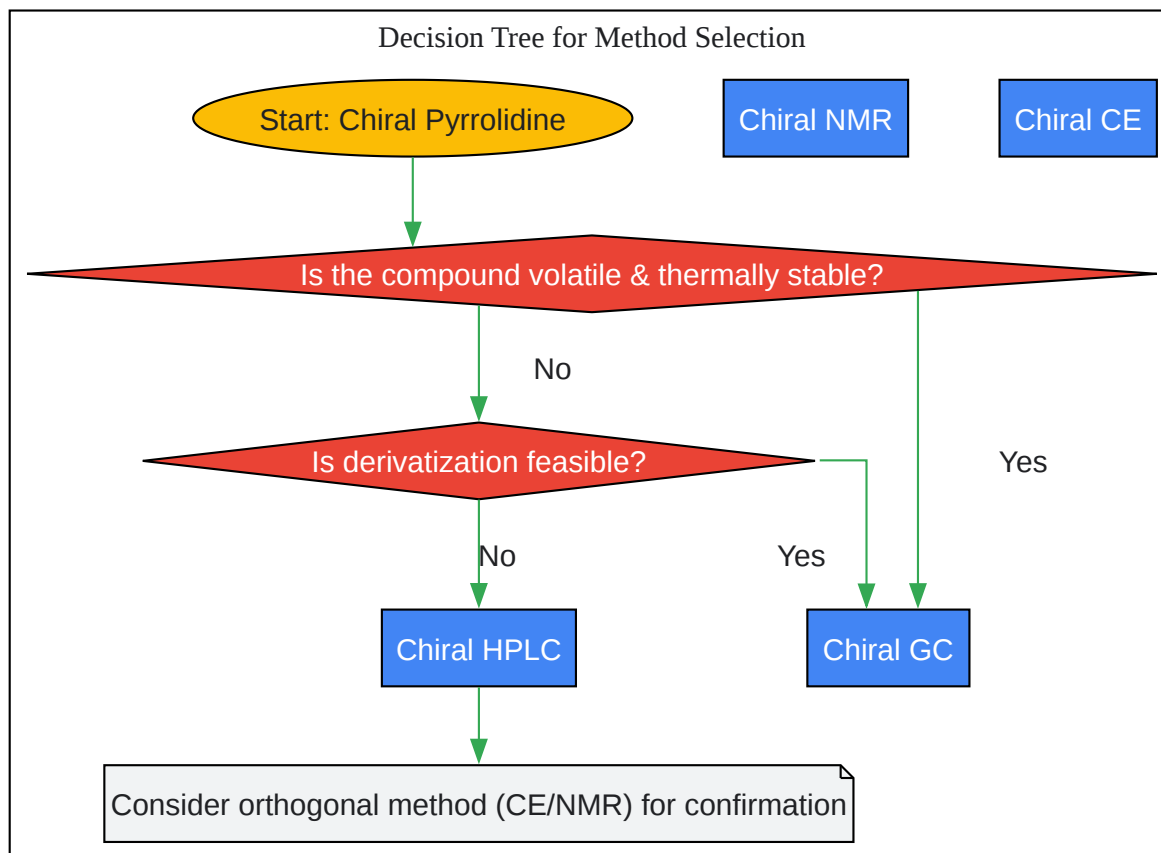 Decision Tree for Method Selection
Start: Chiral Pyrrolidine
Chiral NMR
Chiral CE
Is the compound volatile & thermally stable?
No
Is derivatization feasible?
Yes
No
Yes
Chiral HPLC
Chiral GC
Consider orthogonal method (CE/NMR) for confirmation